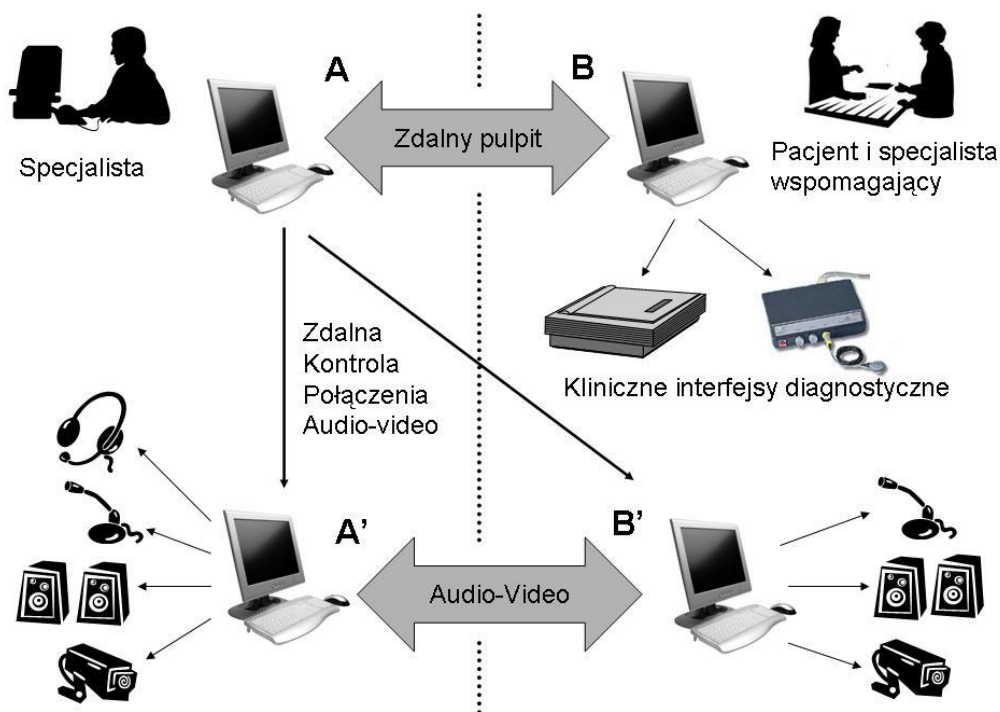 A
B
Zdalny pulpit
Specjalista
Pacjent i specjalista
wspomagający
Zdalna
Kontrola
Połączenia
Audio-video
Kliniczne interfejsy diagnostyczne
A’
B’
Audio-Video